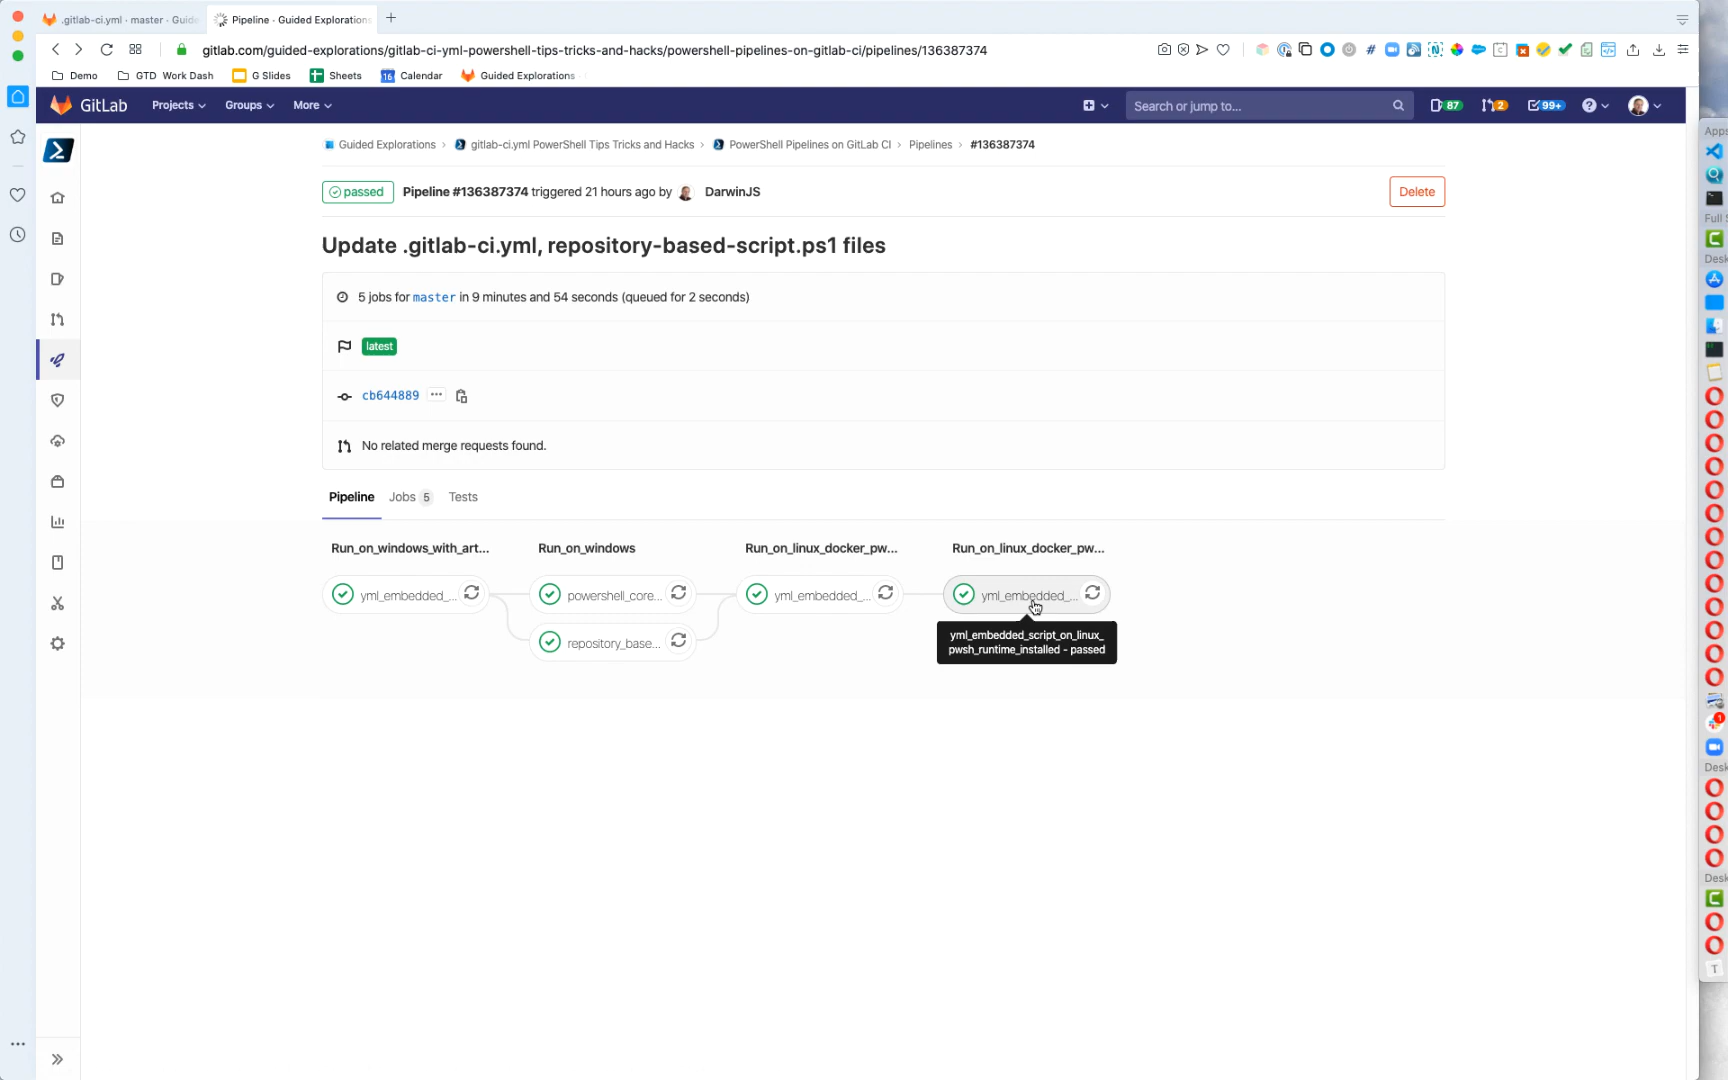 .gitlab-ci.yml · master · Guide
Pipeline · Guided Explorations
gitlab.com/guided-explorations/gitlab-ci-yml-powershell-tips-tricks-and-hacks/powershell-pipelines-on-gitlab-ci/pipelines/136387374
Demo GTD Work Dash G Slides Sheets 16 Calendar Guided Explorations
GitLab Projects Groups More Search or jump to... 87 2 99+
Guided Explorations › gitlab-ci.yml PowerShell Tips Tricks and Hacks › PowerShell Pipelines on GitLab CI › Pipelines › #136387374
passed Pipeline #136387374 triggered 21 hours ago by DarwinJS Delete
Update .gitlab-ci.yml, repository-based-script.ps1 files
5 jobs for master in 9 minutes and 54 seconds (queued for 2 seconds)
latest
cb644889 ...
No related merge requests found.
Pipeline Jobs 5 Tests
Run_on_windows_with_art... Run_on_windows Run_on_linux_docker_pw... Run_on_linux_docker_pw...
yml_embedded_... powershell_core... yml_embedded_... yml_embedded_...
repository_base...
yml_embedded_script_on_linux_
pwsh_runtime_installed - passed
Apps
Full S
Desk
1
Desk
Desk
T